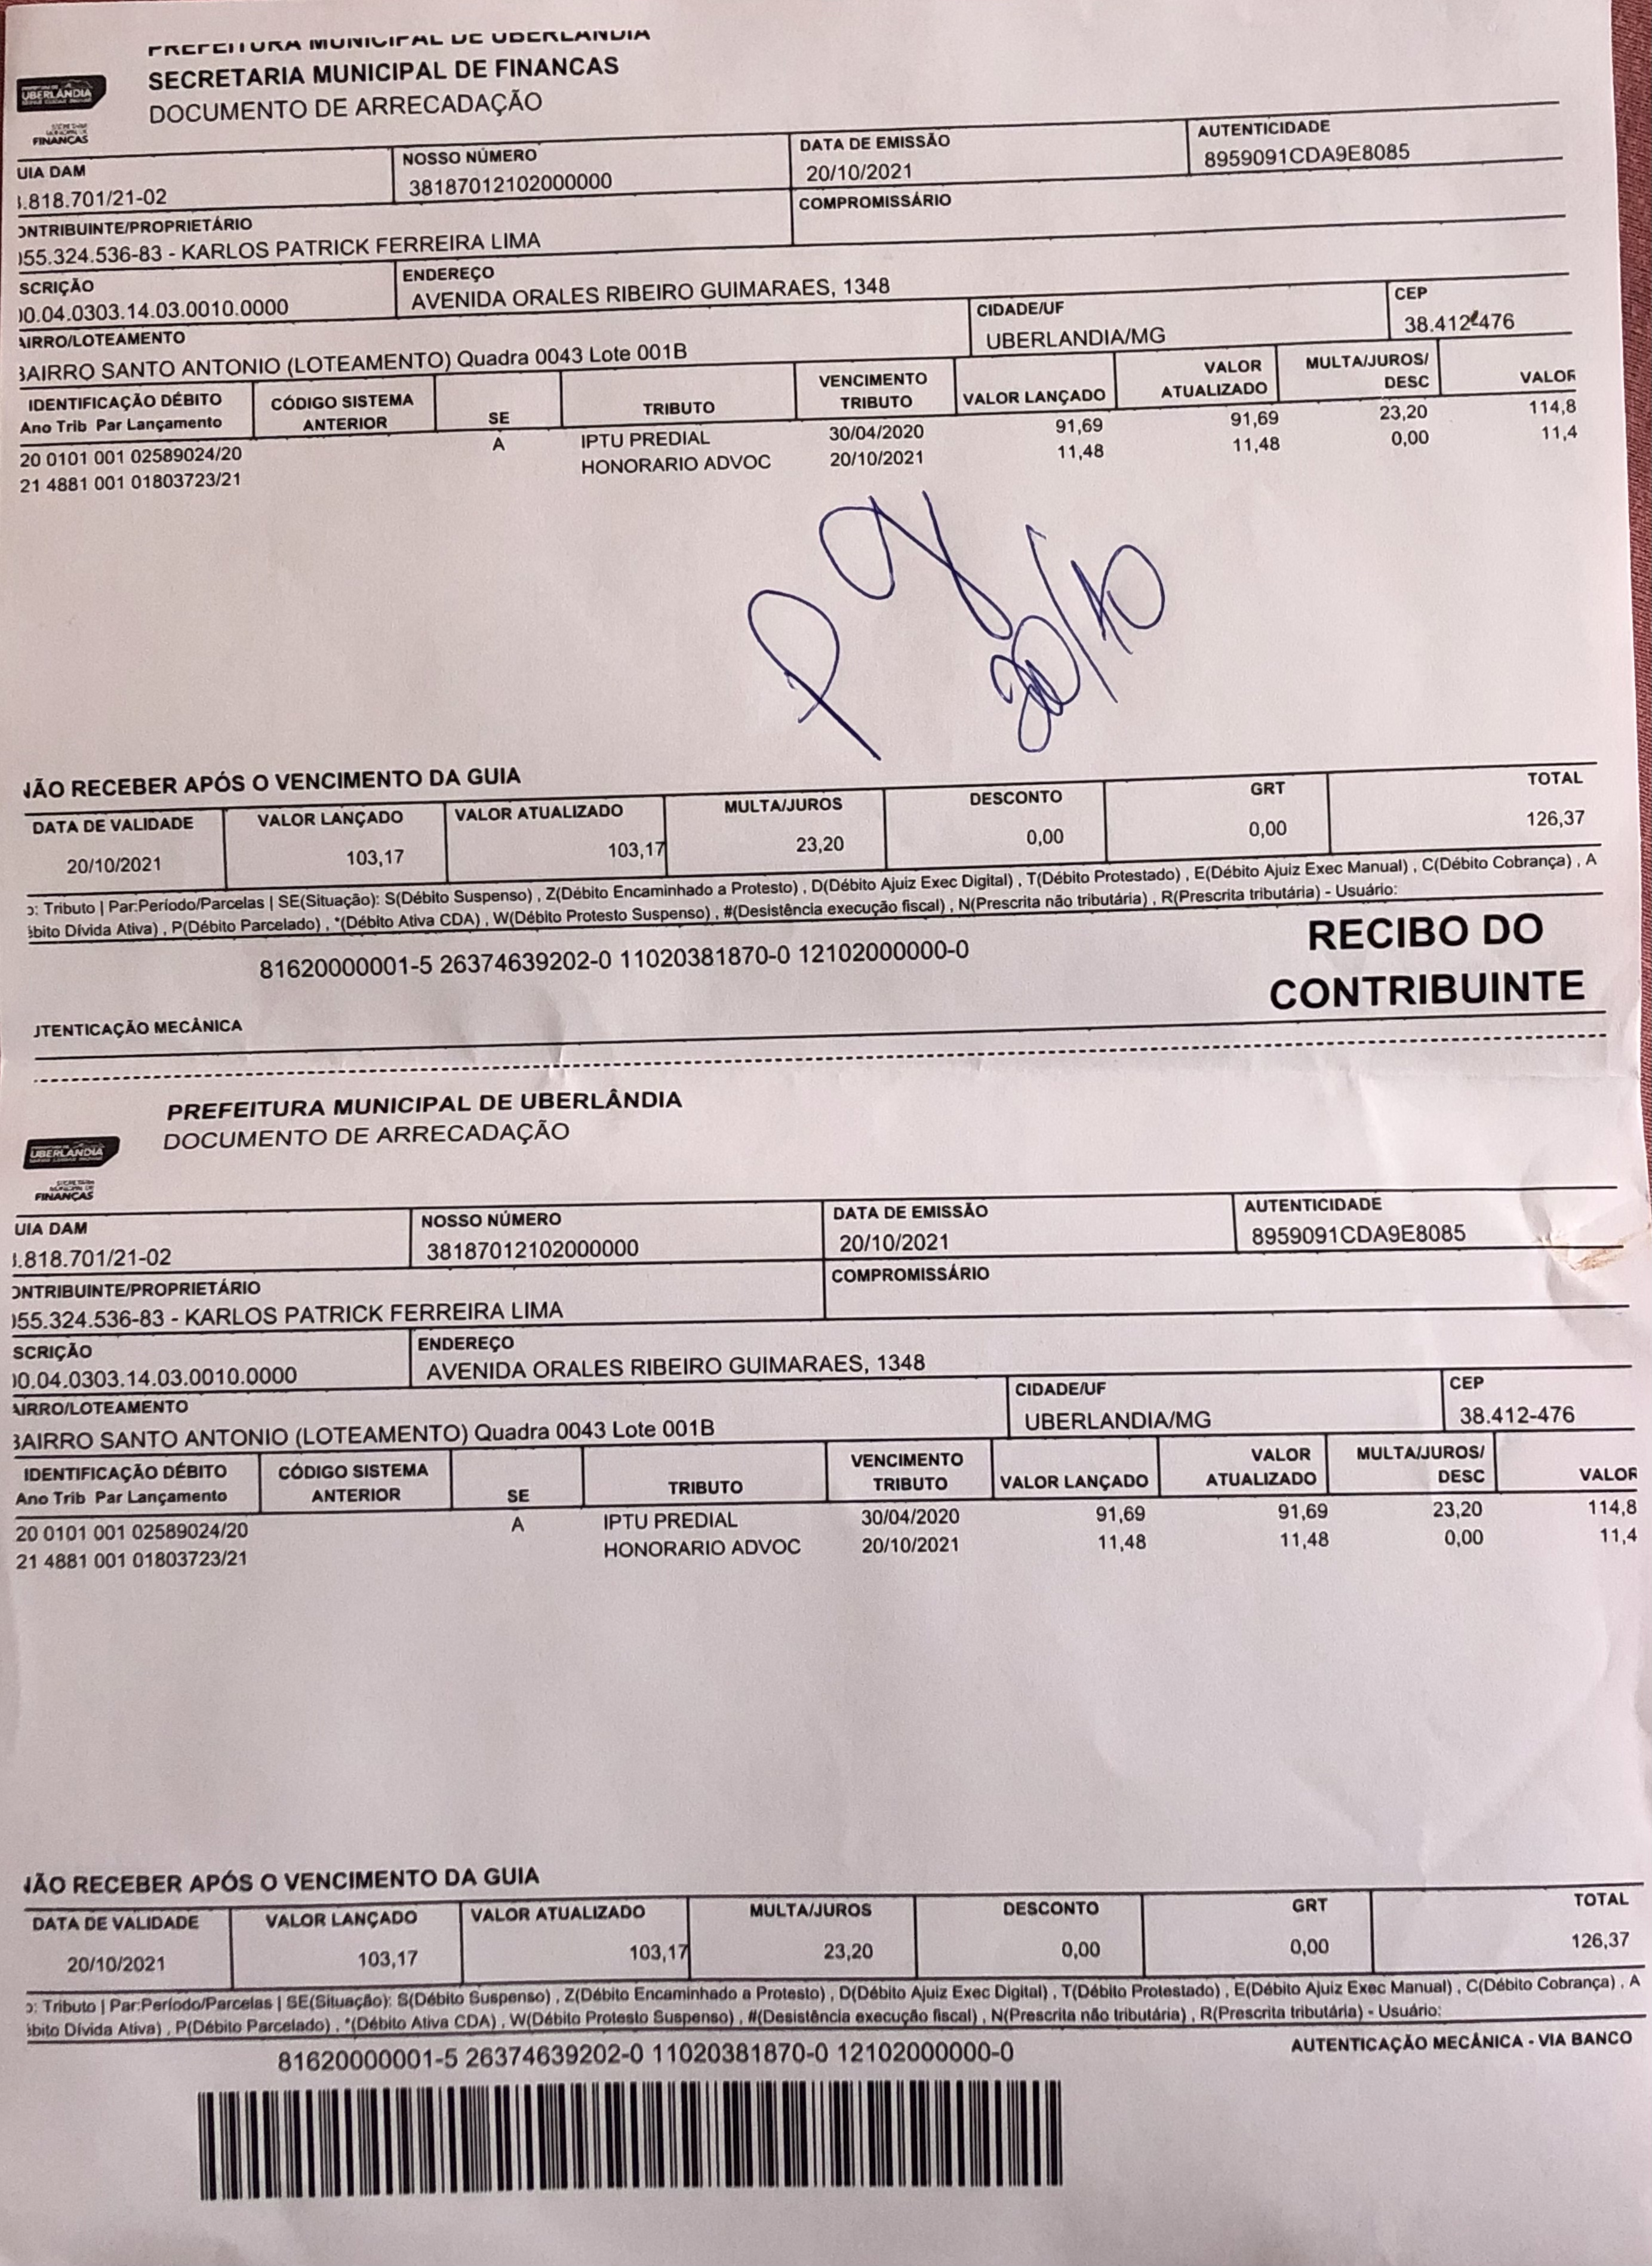 PREFEITURA MUNICIPAL DE UBERLÂNDIA
SECRETARIA MUNICIPAL DE FINANCAS
DOCUMENTO DE ARRECADAÇÃO
UBERLÂNDIA
FINANÇAS
UIA DAM NOSSO NÚMERO DATA DE EMISSÃO AUTENTICIDADE
.818.701/21-02 38187012102000000 20/10/2021 8959091CDA9E8085
ONTRIBUINTE/PROPRIETÁRIO COMPROMISSÁRIO
055.324.536-83 - KARLOS PATRICK FERREIRA LIMA
SCRIÇÃO ENDEREÇO
00.04.0303.14.03.0010.0000 AVENIDA ORALES RIBEIRO GUIMARAES, 1348
AIRRO/LOTEAMENTO CIDADE/UF CEP
BAIRRO SANTO ANTONIO (LOTEAMENTO) Quadra 0043 Lote 001B UBERLANDIA/MG 38.412-476
IDENTIFICAÇÃO DÉBITO CÓDIGO SISTEMA SE TRIBUTO VENCIMENTO VALOR LANÇADO VALOR MULTA/JUROS/ VALOR
Ano Trib Par Lançamento ANTERIOR TRIBUTO ATUALIZADO DESC
20 0101 001 02589024/20 A IPTU PREDIAL 30/04/2020 91,69 91,69 23,20 114,8
21 4881 001 01803723/21 HONORARIO ADVOC 20/10/2021 11,48 11,48 0,00 11,4
Pg
20/10
NÃO RECEBER APÓS O VENCIMENTO DA GUIA
DATA DE VALIDADE VALOR LANÇADO VALOR ATUALIZADO MULTA/JUROS DESCONTO GRT TOTAL
20/10/2021 103,17 103,17 23,20 0,00 0,00 126,37
o: Tributo | Par:Período/Parcelas | SE(Situação): S(Débito Suspenso) , Z(Débito Encaminhado a Protesto) , D(Débito Ajuiz Exec Digital) , T(Débito Protestado) , E(Débito Ajuiz Exec Manual) , C(Débito Cobrança) , A
ébito Dívida Ativa) , P(Débito Parcelado) , *(Débito Ativa CDA) , W(Débito Protesto Suspenso) , #(Desistência execução fiscal) , N(Prescrita não tributária) , R(Prescrita tributária) - Usuário:
81620000001-5 26374639202-0 11020381870-0 12102000000-0
RECIBO DO
CONTRIBUINTE
UTENTICAÇÃO MECÂNICA
PREFEITURA MUNICIPAL DE UBERLÂNDIA
DOCUMENTO DE ARRECADAÇÃO
UBERLÂNDIA
FINANÇAS
UIA DAM NOSSO NÚMERO DATA DE EMISSÃO AUTENTICIDADE
.818.701/21-02 38187012102000000 20/10/2021 8959091CDA9E8085
ONTRIBUINTE/PROPRIETÁRIO COMPROMISSÁRIO
055.324.536-83 - KARLOS PATRICK FERREIRA LIMA
SCRIÇÃO ENDEREÇO
00.04.0303.14.03.0010.0000 AVENIDA ORALES RIBEIRO GUIMARAES, 1348
AIRRO/LOTEAMENTO CIDADE/UF CEP
BAIRRO SANTO ANTONIO (LOTEAMENTO) Quadra 0043 Lote 001B UBERLANDIA/MG 38.412-476
IDENTIFICAÇÃO DÉBITO CÓDIGO SISTEMA SE TRIBUTO VENCIMENTO VALOR LANÇADO VALOR MULTA/JUROS/ VALOR
Ano Trib Par Lançamento ANTERIOR TRIBUTO ATUALIZADO DESC
20 0101 001 02589024/20 A IPTU PREDIAL 30/04/2020 91,69 91,69 23,20 114,8
21 4881 001 01803723/21 HONORARIO ADVOC 20/10/2021 11,48 11,48 0,00 11,4
NÃO RECEBER APÓS O VENCIMENTO DA GUIA
DATA DE VALIDADE VALOR LANÇADO VALOR ATUALIZADO MULTA/JUROS DESCONTO GRT TOTAL
20/10/2021 103,17 103,17 23,20 0,00 0,00 126,37
o: Tributo | Par:Período/Parcelas | SE(Situação): S(Débito Suspenso) , Z(Débito Encaminhado a Protesto) , D(Débito Ajuiz Exec Digital) , T(Débito Protestado) , E(Débito Ajuiz Exec Manual) , C(Débito Cobrança) , A
ébito Dívida Ativa) , P(Débito Parcelado) , *(Débito Ativa CDA) , W(Débito Protesto Suspenso) , #(Desistência execução fiscal) , N(Prescrita não tributária) , R(Prescrita tributária) - Usuário:
81620000001-5 26374639202-0 11020381870-0 12102000000-0
AUTENTICAÇÃO MECÂNICA - VIA BANCO